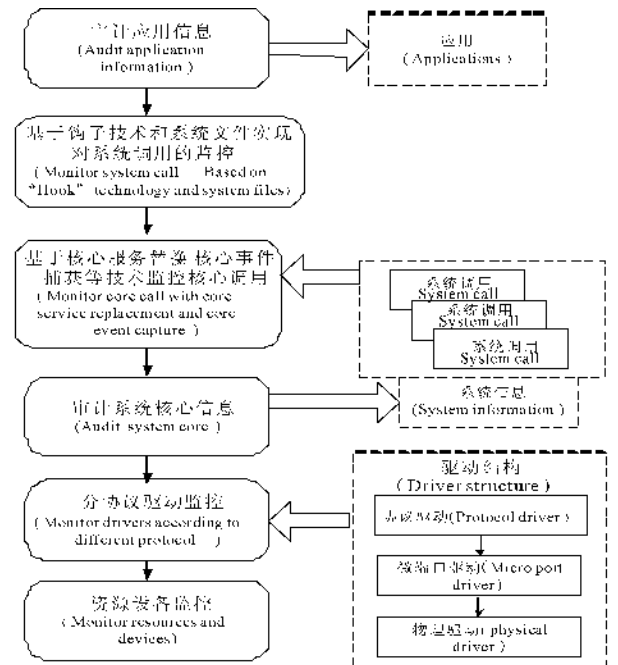 审计应用信息
(Audit application
information)
应用
(Applications)
基于钩子技术和系统文件实现
对系统调用的监控
(Monitor system call Based on
“Hook” technology and system files)
基于核心服务替换 核心事件
捕获等技术监控核心调用
(Monitor core call with core
service replacement and core
event capture)
系统调用
System call
系统调用
System call
系统调用
System call
审计系统核心信息
(Audit system core)
系统信息
(System information)
分协议驱动监控
(Monitor drivers according to
different protocol)
驱动结构
(Driver structure)
协议驱动(Protocol driver)
微端口驱动(Micro port
driver)
物理驱动(physical
driver)
资源设备监控
(Monitor resources and
devices)